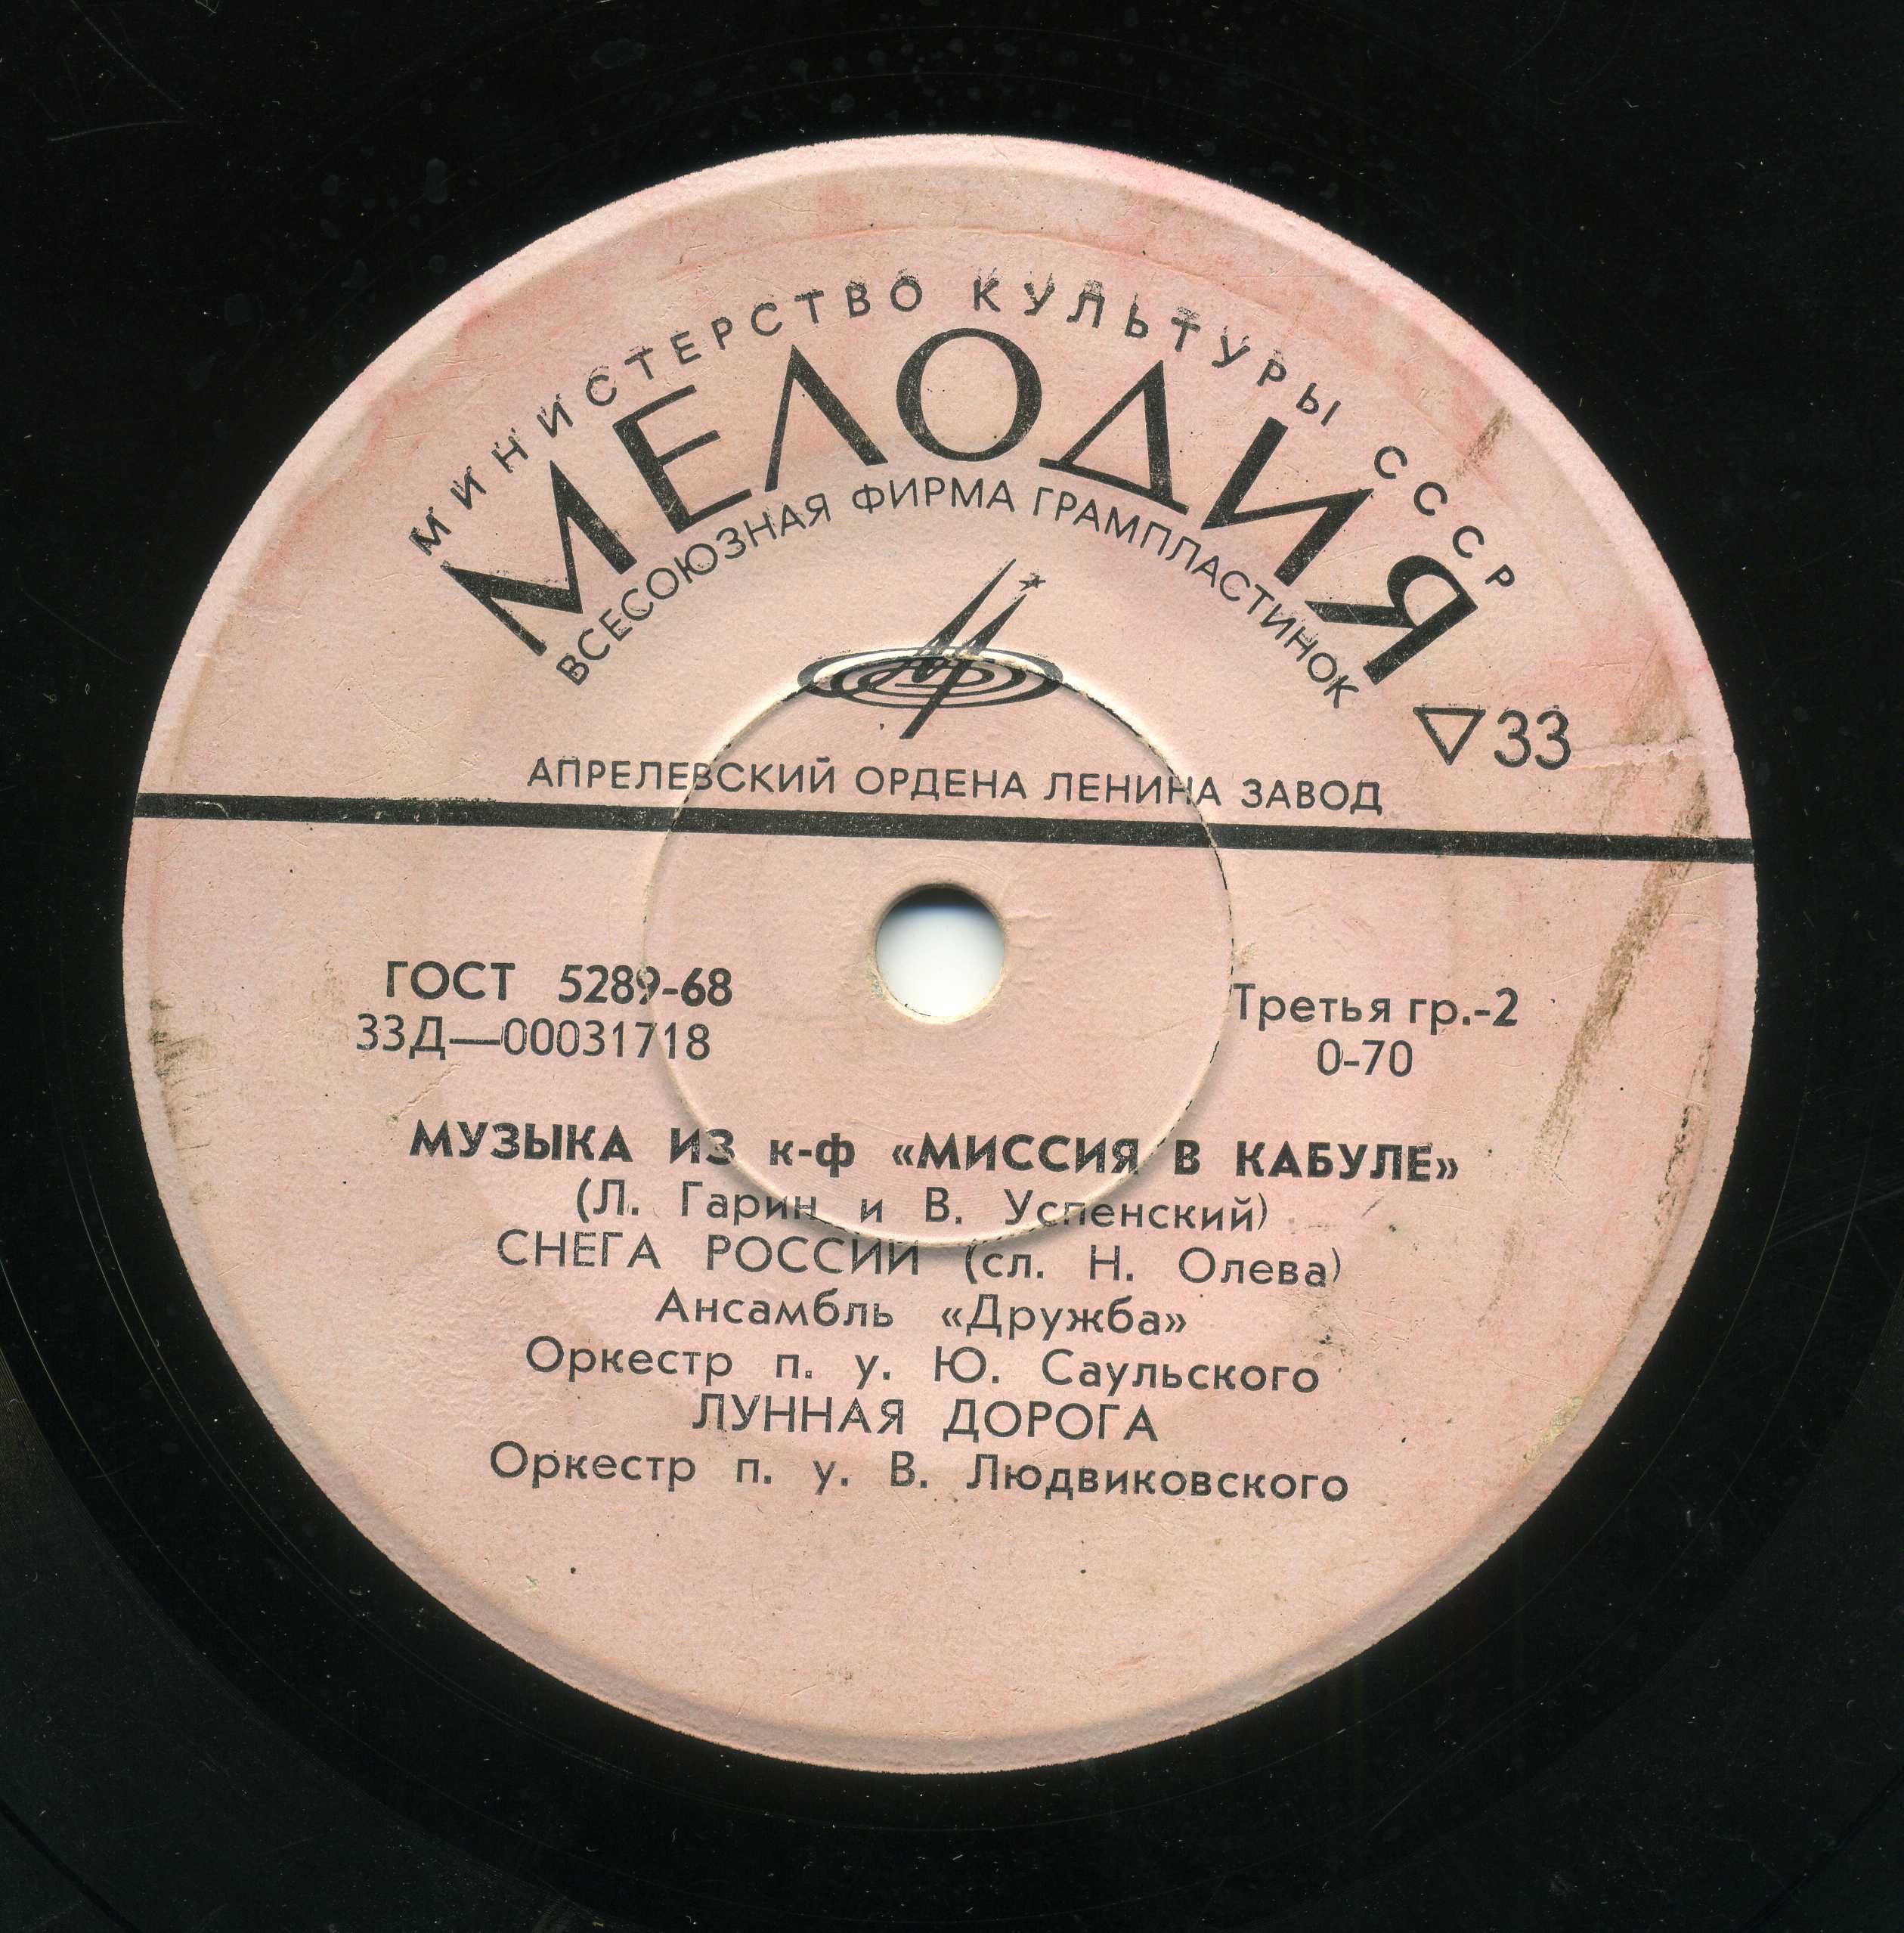 МИНИСТЕРСТВО КУЛЬТУРЫ СССР
МЕЛОДИЯ
ВСЕСОЮЗНАЯ ФИРМА ГРАМПЛАСТИНОК
▽33
АПРЕЛЕВСКИЙ ОРДЕНА ЛЕНИНА ЗАВОД
ГОСТ 5289-68
33Д—00031718
Третья гр.-2
0-70
МУЗЫКА ИЗ к-ф «МИССИЯ В КАБУЛЕ»
(Л. Гарин и В. Успенский)
СНЕГА РОССИИ (сл. Н. Олева)
Ансамбль «Дружба»
Оркестр п. у. Ю. Саульского
ЛУННАЯ ДОРОГА
Оркестр п. у. В. Людвиковского